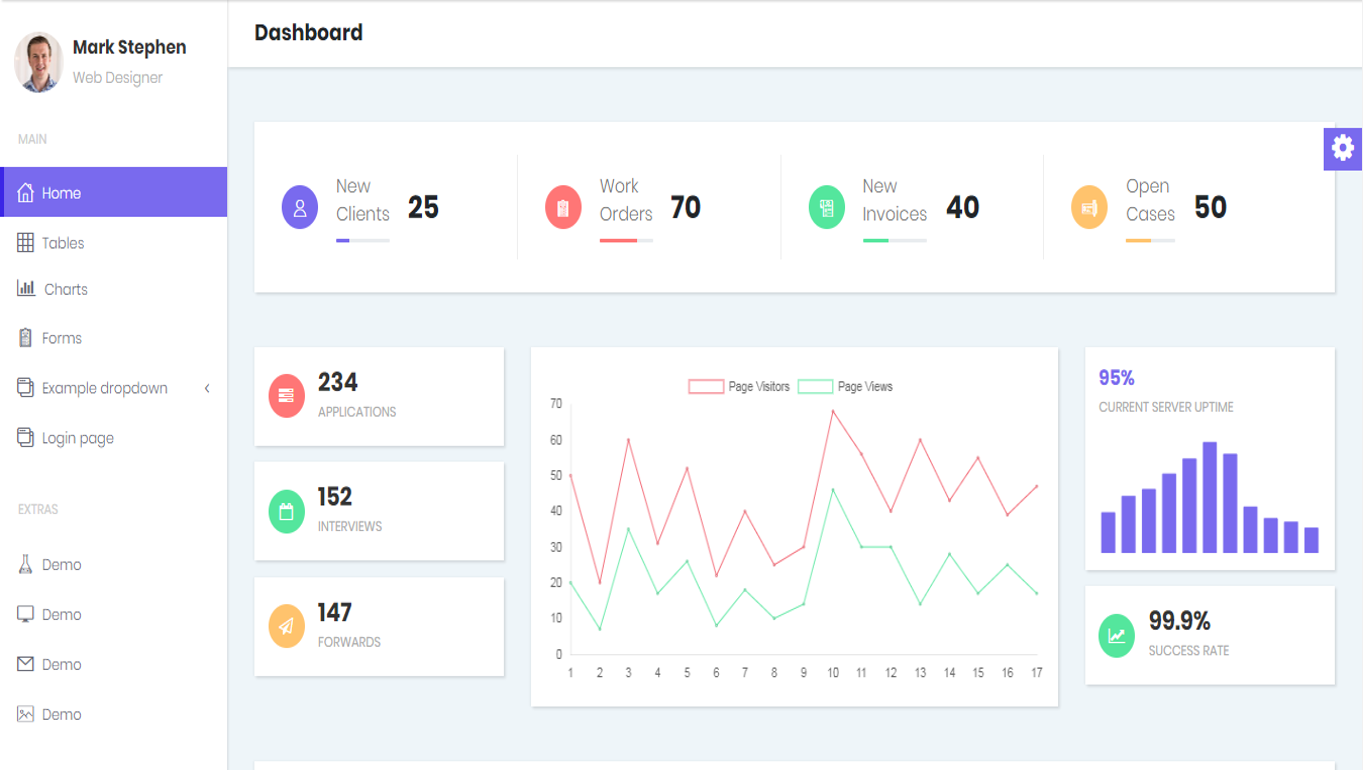 Mark Stephen
Web Designer
MAIN
Home
Tables
Charts
Forms
Example dropdown
Login page
EXTRAS
Demo
Demo
Demo
Demo
Dashboard
New
Clients
25
Work
Orders
70
New
Invoices
40
Open
Cases
50
234
APPLICATIONS
152
INTERVIEWS
147
FORWARDS
Page Visitors Page Views
70
60
50
40
30
20
10
0
1 2 3 4 5 6 7 8 9 10 11 12 13 14 15 16 17
95%
CURRENT SERVER UPTIME
99.9%
SUCCESS RATE